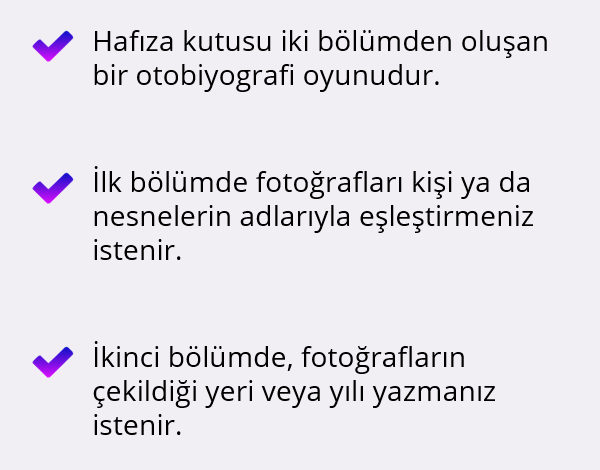 Hafıza kutusu iki bölümden oluşan
bir otobiyografi oyunudur.
İlk bölümde fotoğrafları kişi ya da
nesnelerin adlarıyla eşleştirmeniz
istenir.
İkinci bölümde, fotoğrafların
çekildiği yeri veya yılı yazmanız
istenir.